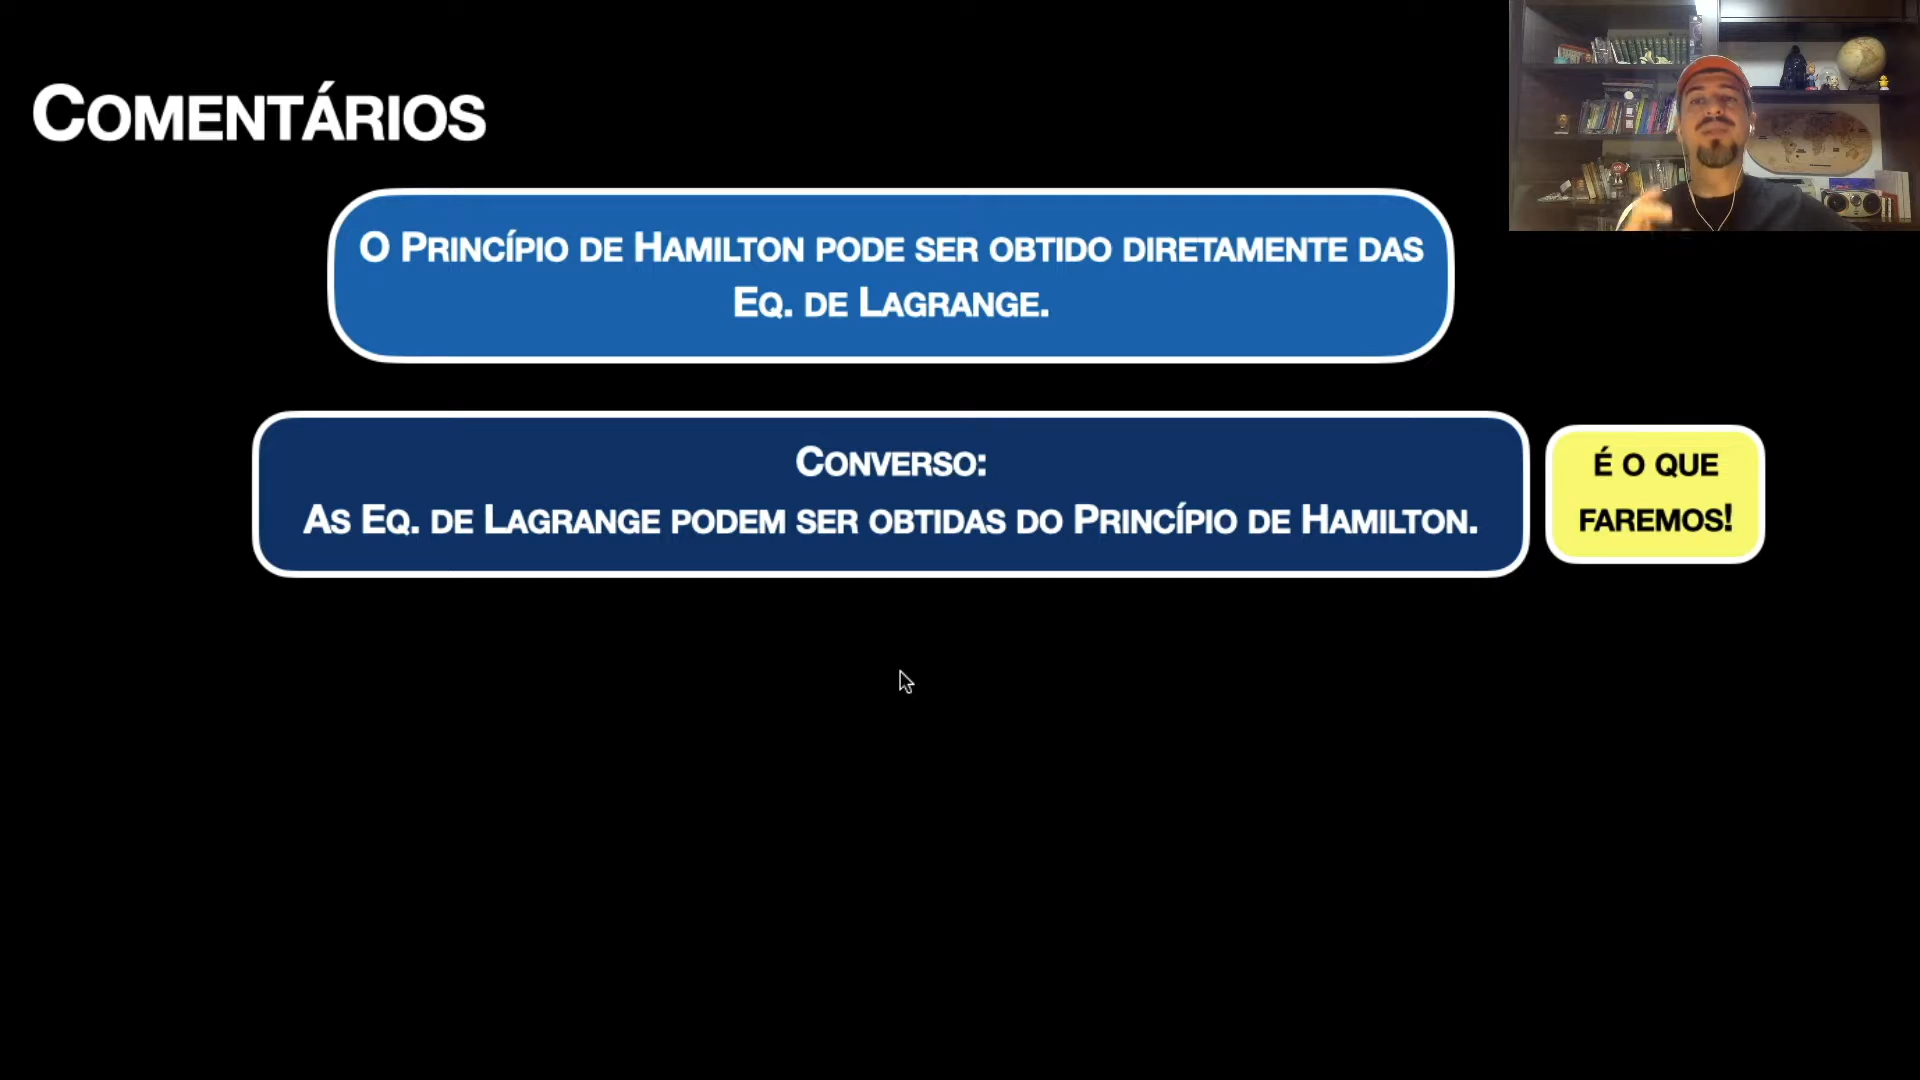 COMENTÁRIOS
O PRINCÍPIO DE HAMILTON PODE SER OBTIDO DIRETAMENTE DAS
EQ. DE LAGRANGE.
CONVERSO:
AS EQ. DE LAGRANGE PODEM SER OBTIDAS DO PRINCÍPIO DE HAMILTON.
É O QUE
FAREMOS!